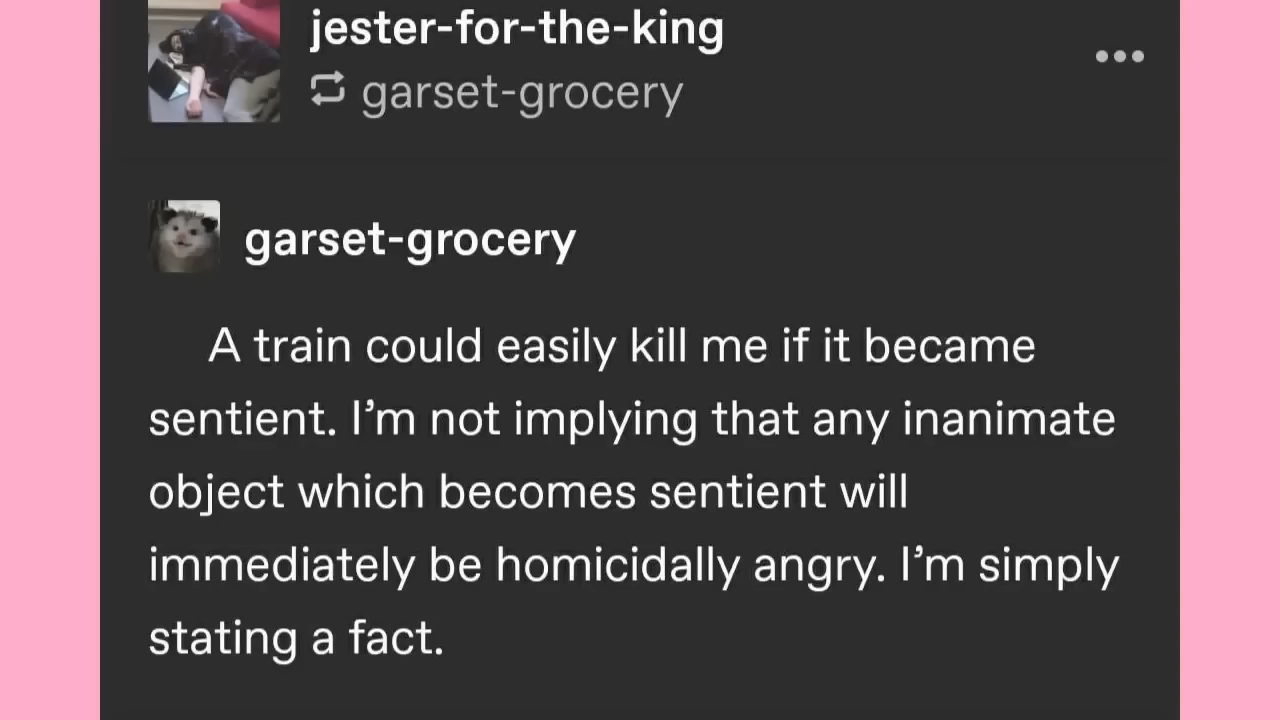 jester-for-the-king
garset-grocery
garset-grocery
A train could easily kill me if it became
sentient. I’m not implying that any inanimate
object which becomes sentient will
immediately be homicidally angry. I’m simply
stating a fact.